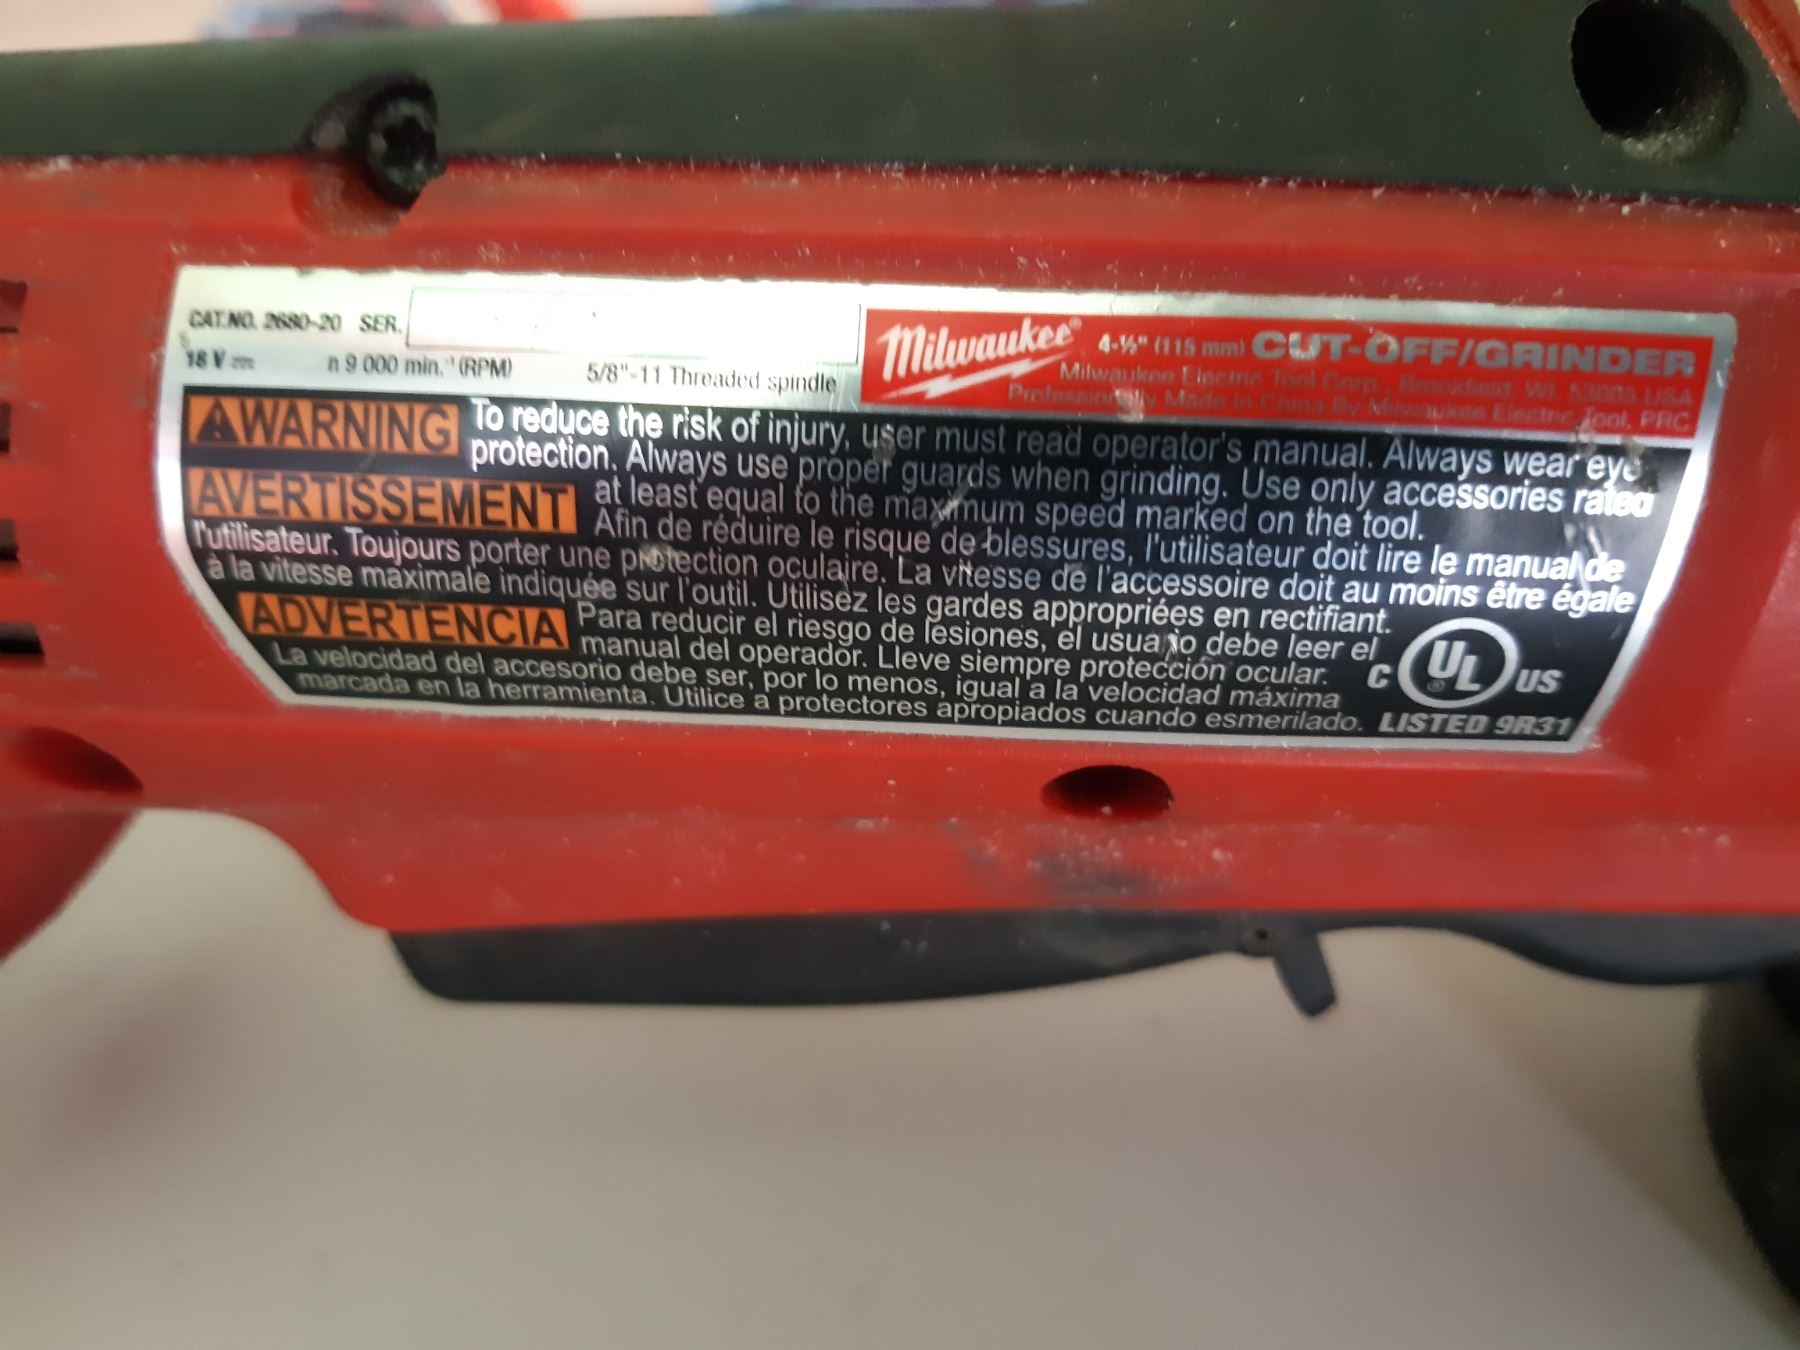 CAT.NO. 2680-20 SER.
18 V n 9 000 min.⁻¹ (RPM) 5/8"-11 Threaded spindle
Milwaukee® 4-½" (115 mm) CUT-OFF/GRINDER
Milwaukee Electric Tool Corp., Brookfield, WI 53005 USA
Professionally Made In China By Milwaukee Electric Tool, PRC
WARNING To reduce the risk of injury, user must read operator's manual. Always wear eye
protection. Always use proper guards when grinding. Use only accessories rated
at least equal to the maximum speed marked on the tool.
AVERTISSEMENT Afin de réduire le risque de blessures, l'utilisateur doit lire le manual de
l'utilisateur. Toujours porter une protection oculaire. La vitesse de l'accessoire doit au moins être égale
à la vitesse maximale indiquée sur l'outil. Utilisez les gardes appropriées en rectifiant.
ADVERTENCIA Para reducir el riesgo de lesiones, el usuario debe leer el
manual del operador. Lleve siempre protección ocular.
La velocidad del accesorio debe ser, por lo menos, igual a la velocidad máxima
marcada en la herramienta. Utilice a protectores apropiados cuando esmerilado.
C UL® US
LISTED 9R31